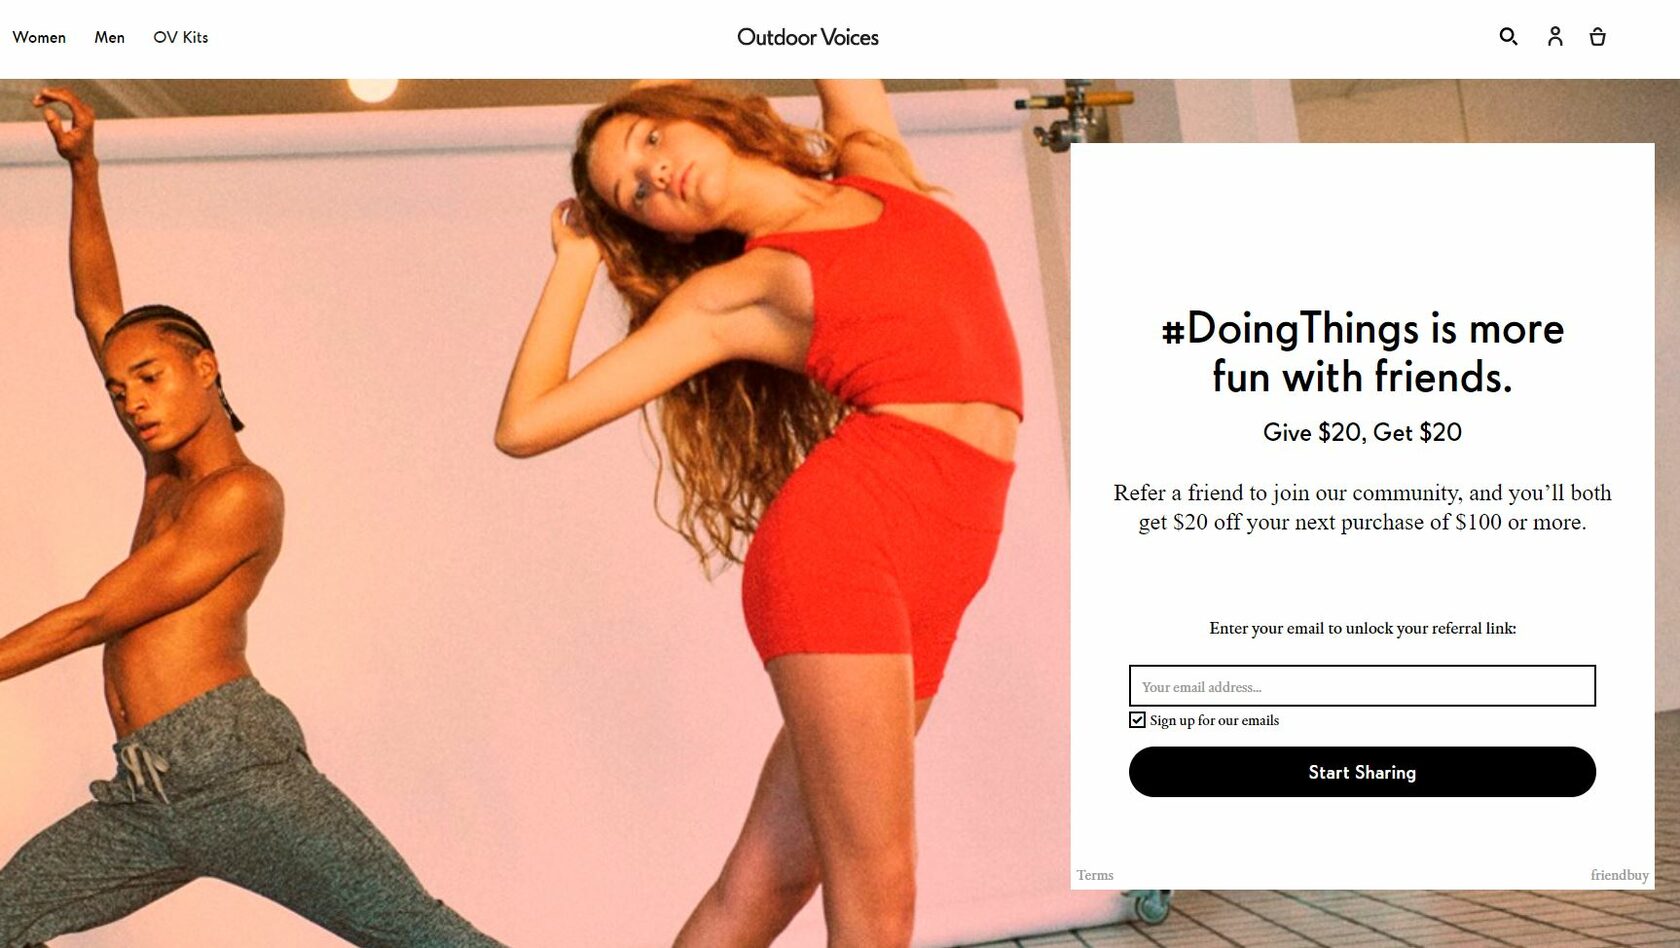 Women Men OV Kits
Outdoor Voices
#DoingThings is more
fun with friends.
Give $20, Get $20
Refer a friend to join our community, and you’ll both
get $20 off your next purchase of $100 or more.
Enter your email to unlock your referral link:
Your email address...
Sign up for our emails
Start Sharing
Terms
friendbuy